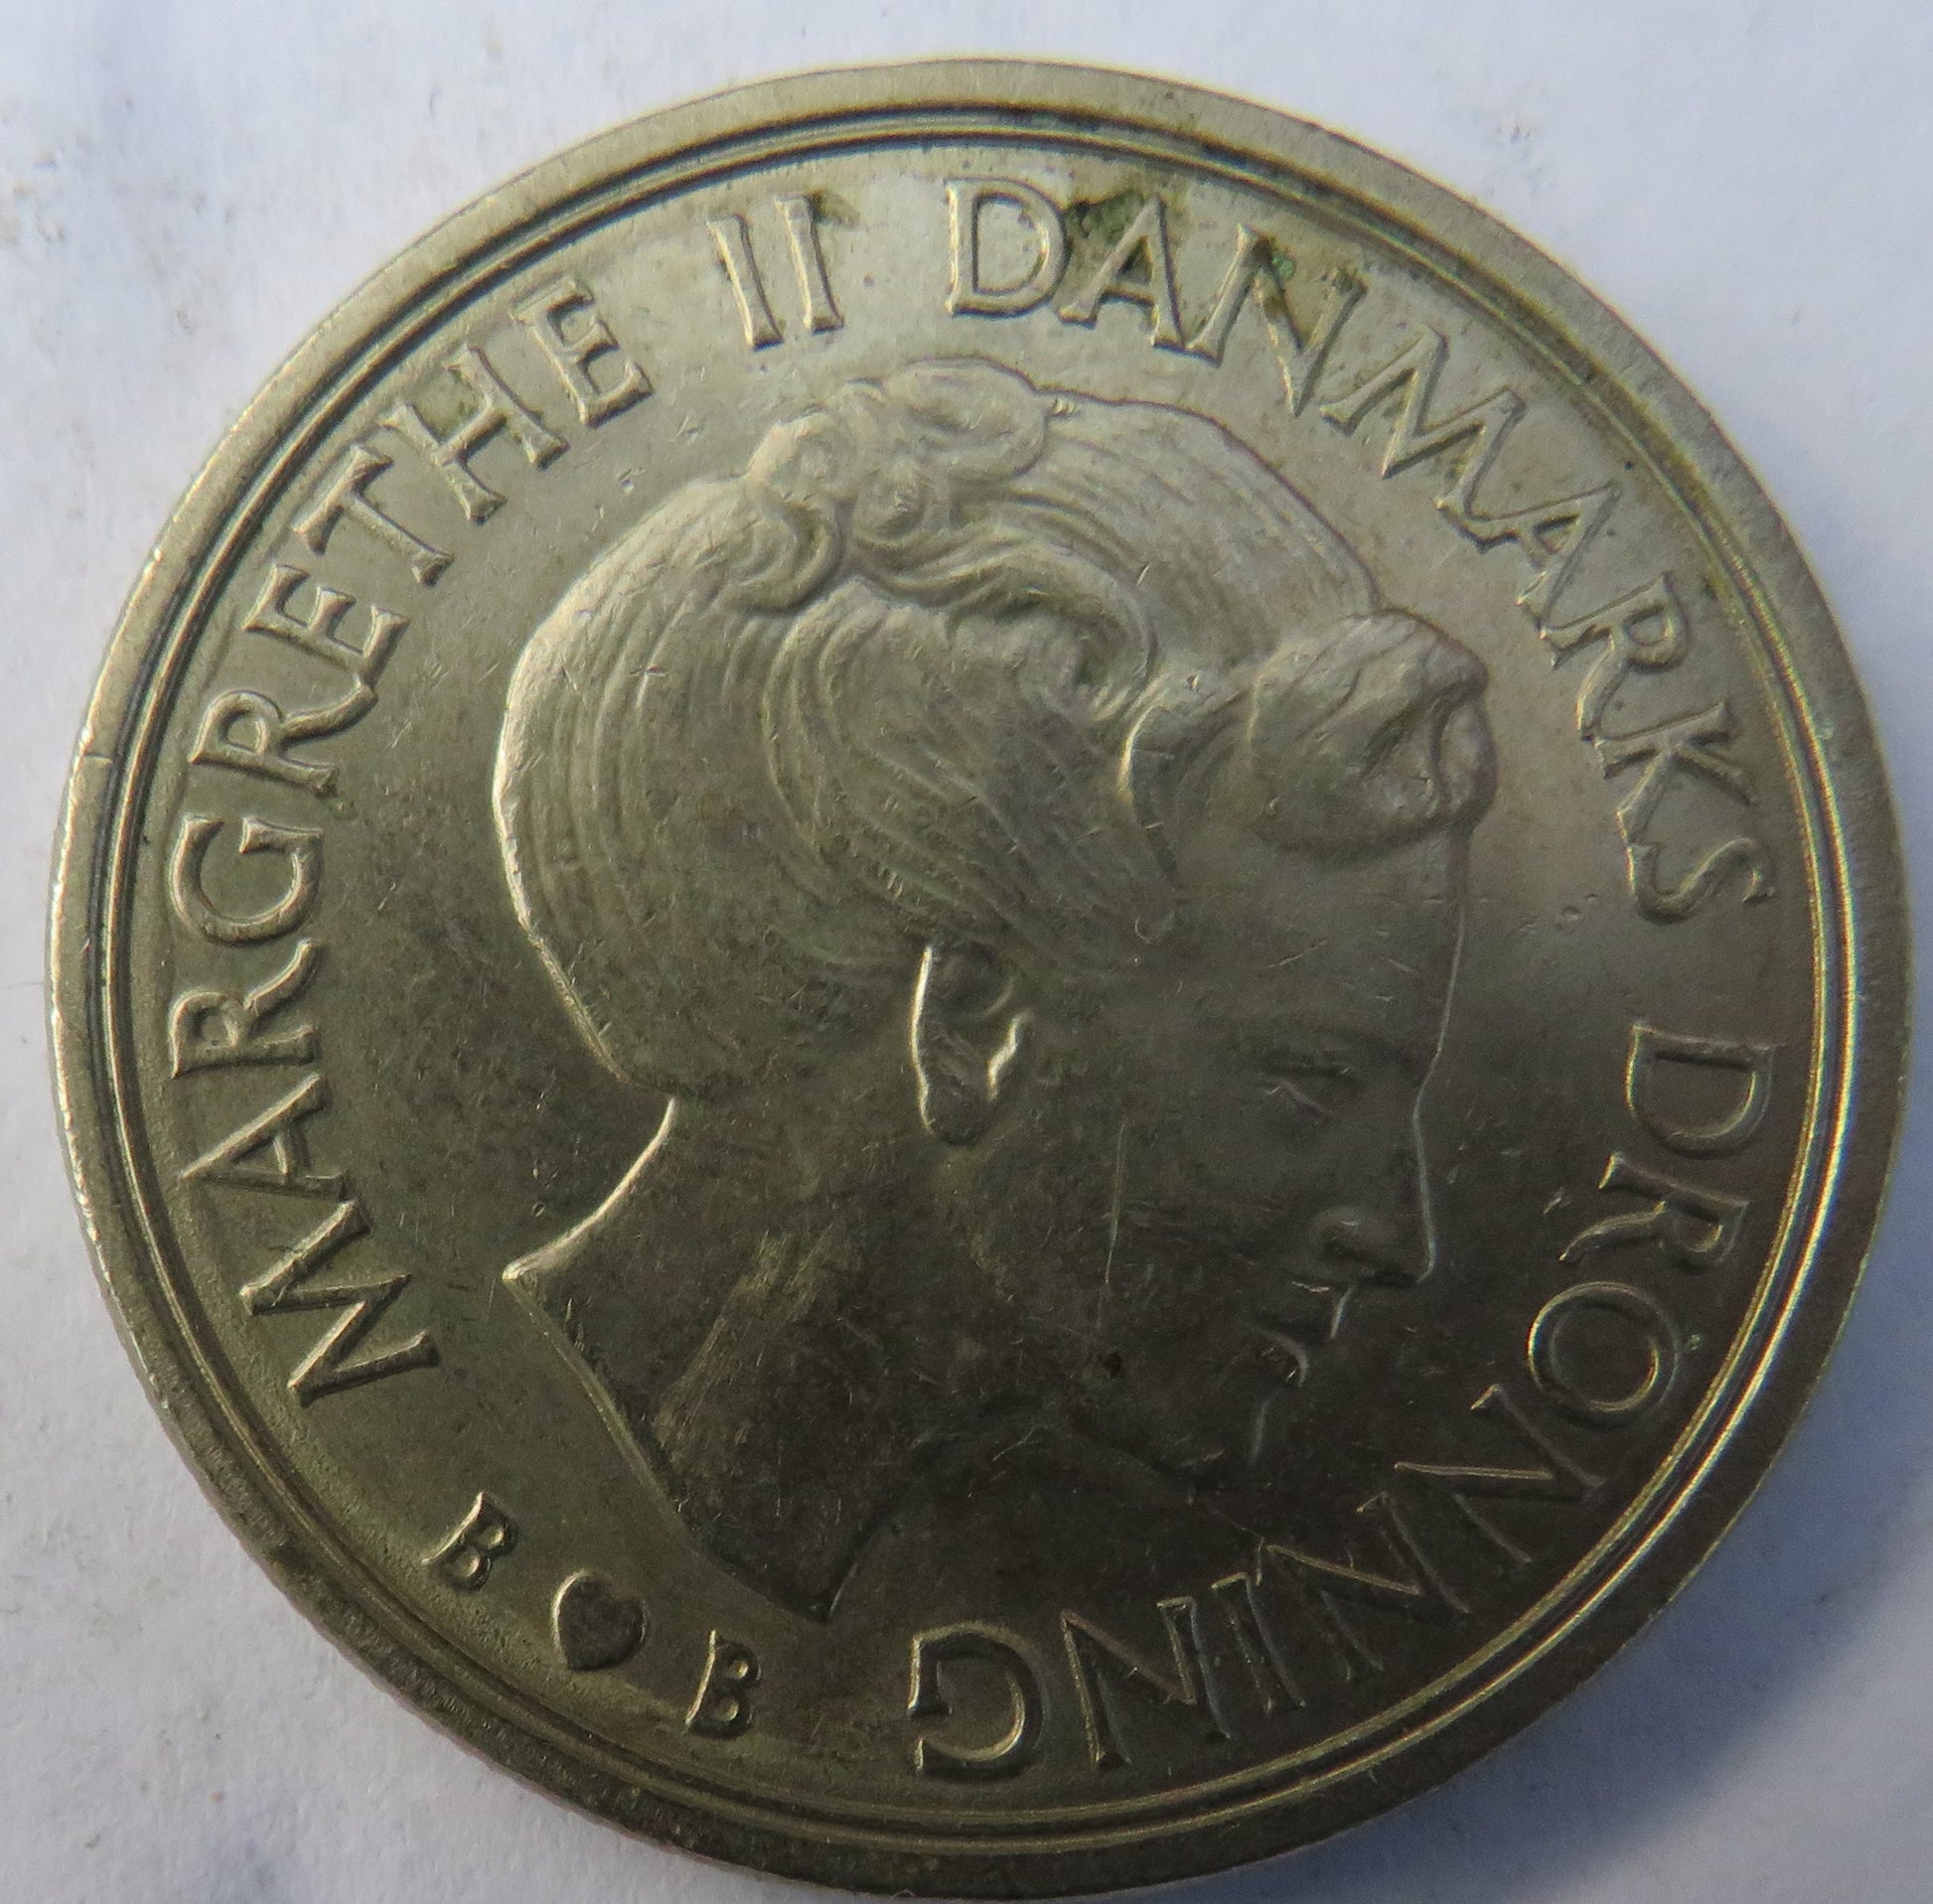 MARGRETHE II DANMARKS DRONNING
B ♥ B